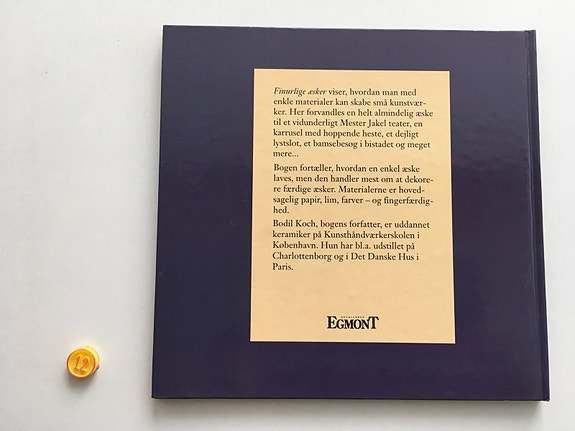 Finurlige æsker viser, hvordan man med
enkle materialer kan skabe små kunstvær-
ker. Her forvandles en helt almindelig æske
til et vidunderligt Mester Jakel teater, en
karrusel med hoppende heste, et dejligt
lystslot, et bamsebesøg i bistadet og meget
mere...
Bogen fortæller, hvordan en enkel æske
laves, men den handler mest om at dekore-
re færdige æsker. Materialerne er hoved-
sagelig papir, lim, farver – og fingerfærdig-
hed.
Bodil Koch, bogens forfatter, er uddannet
keramiker på Kunsthåndværkerskolen i
København. Hun har bl.a. udstillet på
Charlottenborg og i Det Danske Hus i
Paris.
EGMONT
12